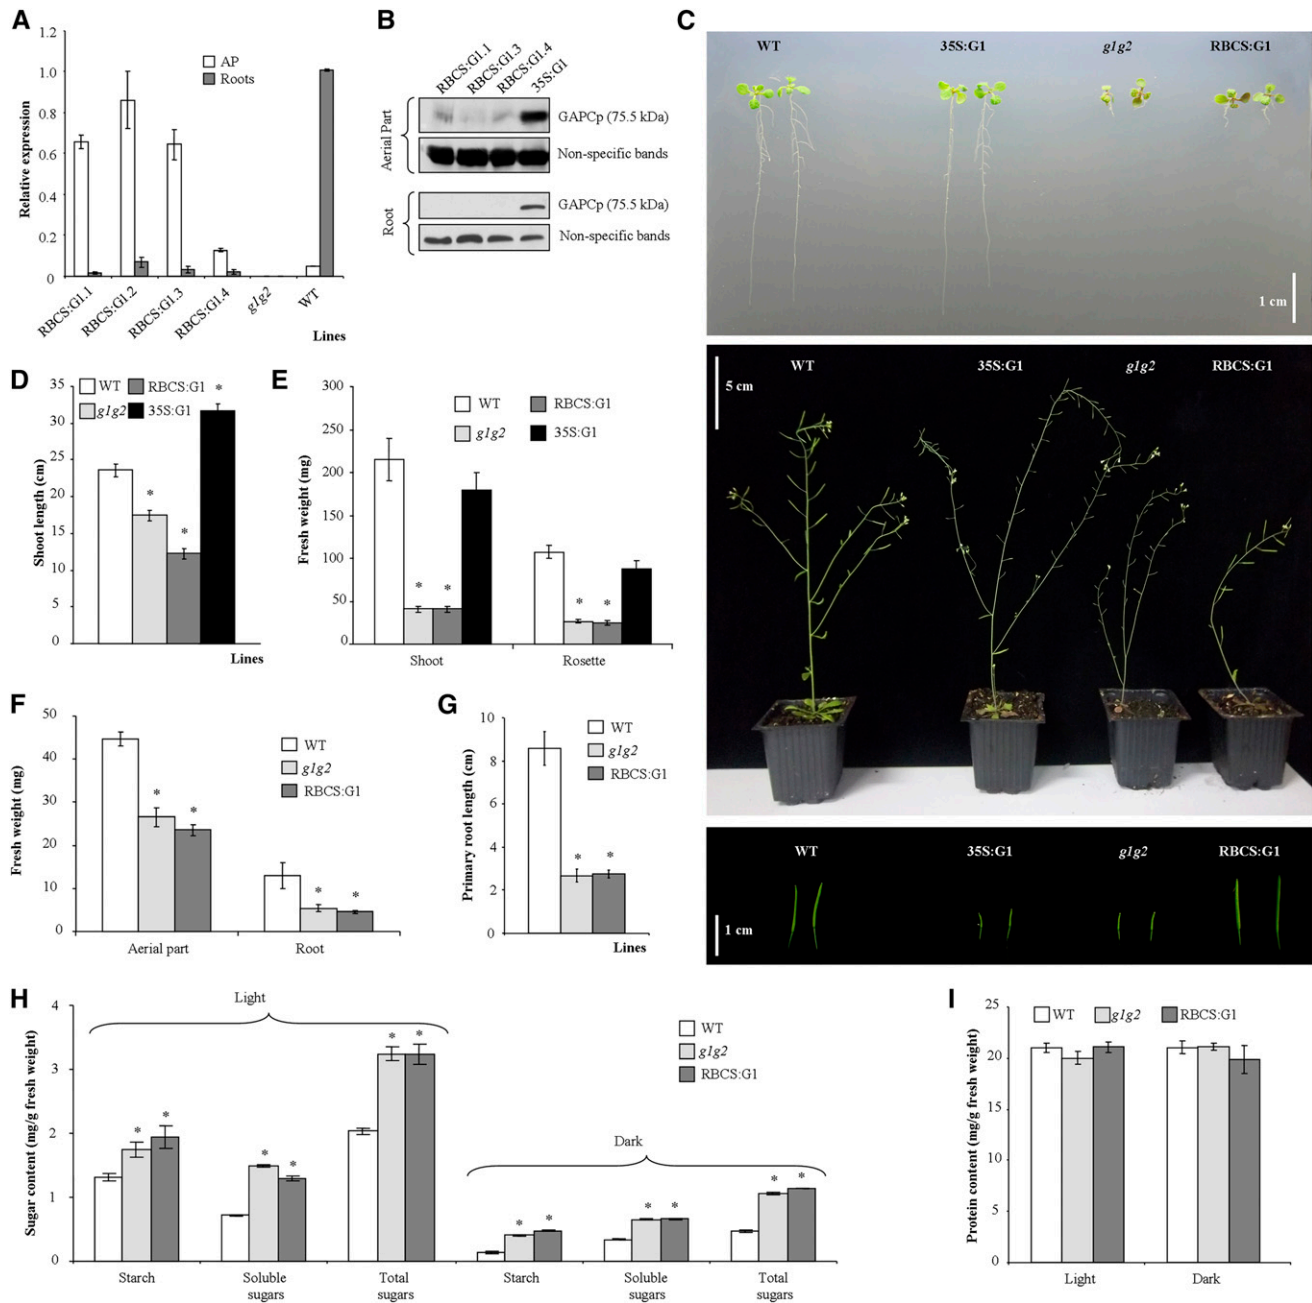 A
1.2
1.0
0.8
0.6
0.4
0.2
0
Relative expression
AP
Roots
RBCS:G1.1
RBCS:G1.2
RBCS:G1.3
RBCS:G1.4
g1g2
WT
Lines
B
RBCS:G1.1
RBCS:G1.3
RBCS:G1.4
35S:G1
Aerial Part
GAPCp (75.5 kDa)
Non-specific bands
Root
GAPCp (75.5 kDa)
Non-specific bands
C
WT 35S:G1 g1g2 RBCS:G1
1 cm
WT 35S:G1 g1g2 RBCS:G1
5 cm
WT 35S:G1 g1g2 RBCS:G1
1 cm
D
WT RBCS:G1
g1g2 35S:G1
35
30
25
20
15
10
5
0
Shoot length (cm)
* * *
Lines
E
300
250
200
150
100
50
0
Fresh weight (mg)
WT RBCS:G1
g1g2 35S:G1
* * * *
Shoot Rosette
F
50
40
30
20
10
0
Fresh weight (mg)
WT
g1g2
RBCS:G1
* * * *
Aerial part Root
G
10
8
6
4
2
0
Primary root length (cm)
WT
g1g2
RBCS:G1
* *
Lines
H
4
3
2
1
0
Sugar content (mg/g fresh weight)
Light
Dark
WT
g1g2
RBCS:G1
* * * * * * * * * * * *
Starch Soluble sugars Total sugars Starch Soluble sugars Total sugars
I
25
20
15
10
5
0
Protein content (mg/g fresh weight)
WT g1g2 RBCS:G1
Light Dark